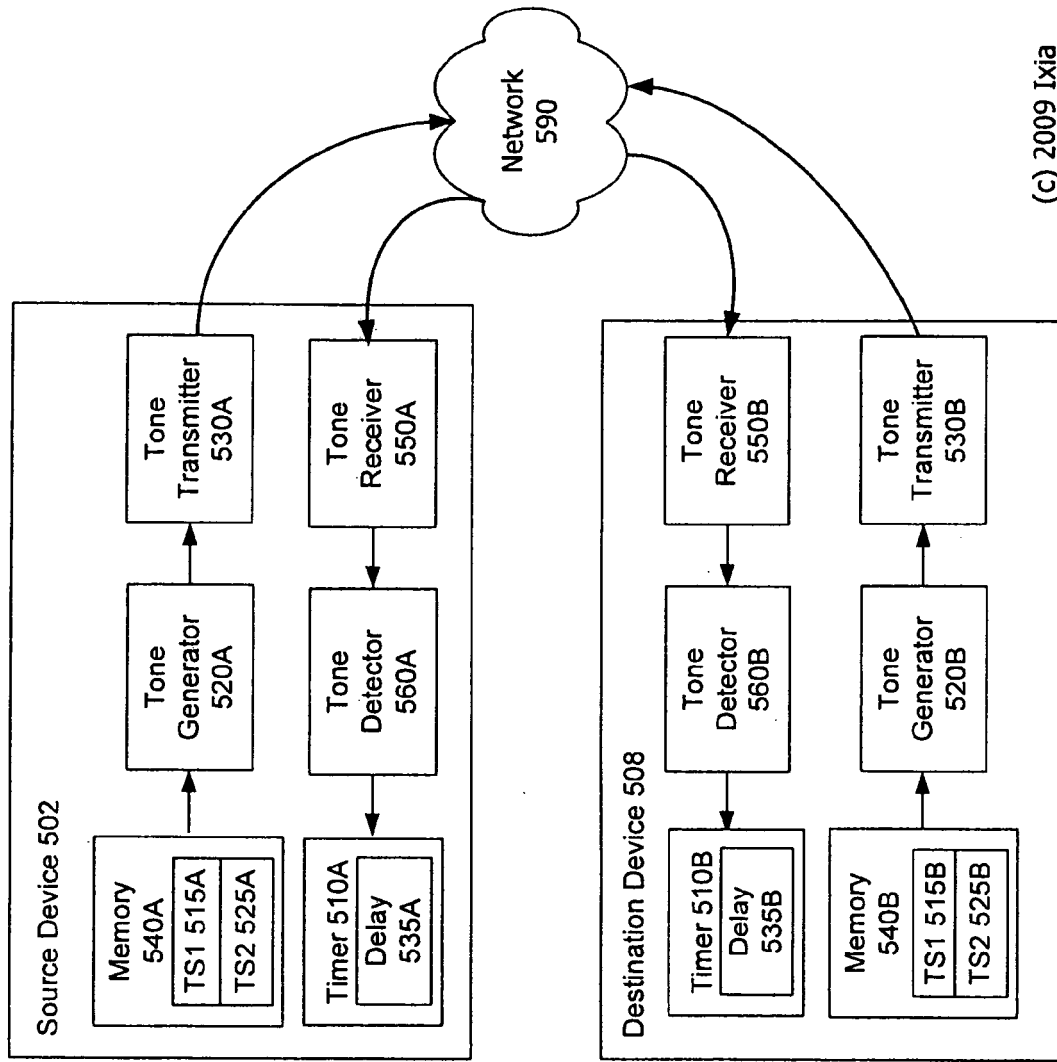 Source Device 502
Memory
540A
TS1 515A
TS2 525A
Tone
Generator
520A
Tone
Transmitter
530A
Timer 510A
Delay
535A
Tone
Detector
560A
Tone
Receiver
550A
Network
590
Destination Device 508
Timer 510B
Delay
535B
Tone
Detector
560B
Tone
Receiver
550B
Memory
540B
TS1 515B
TS2 525B
Tone
Generator
520B
Tone
Transmitter
530B
(c) 2009 Ixia